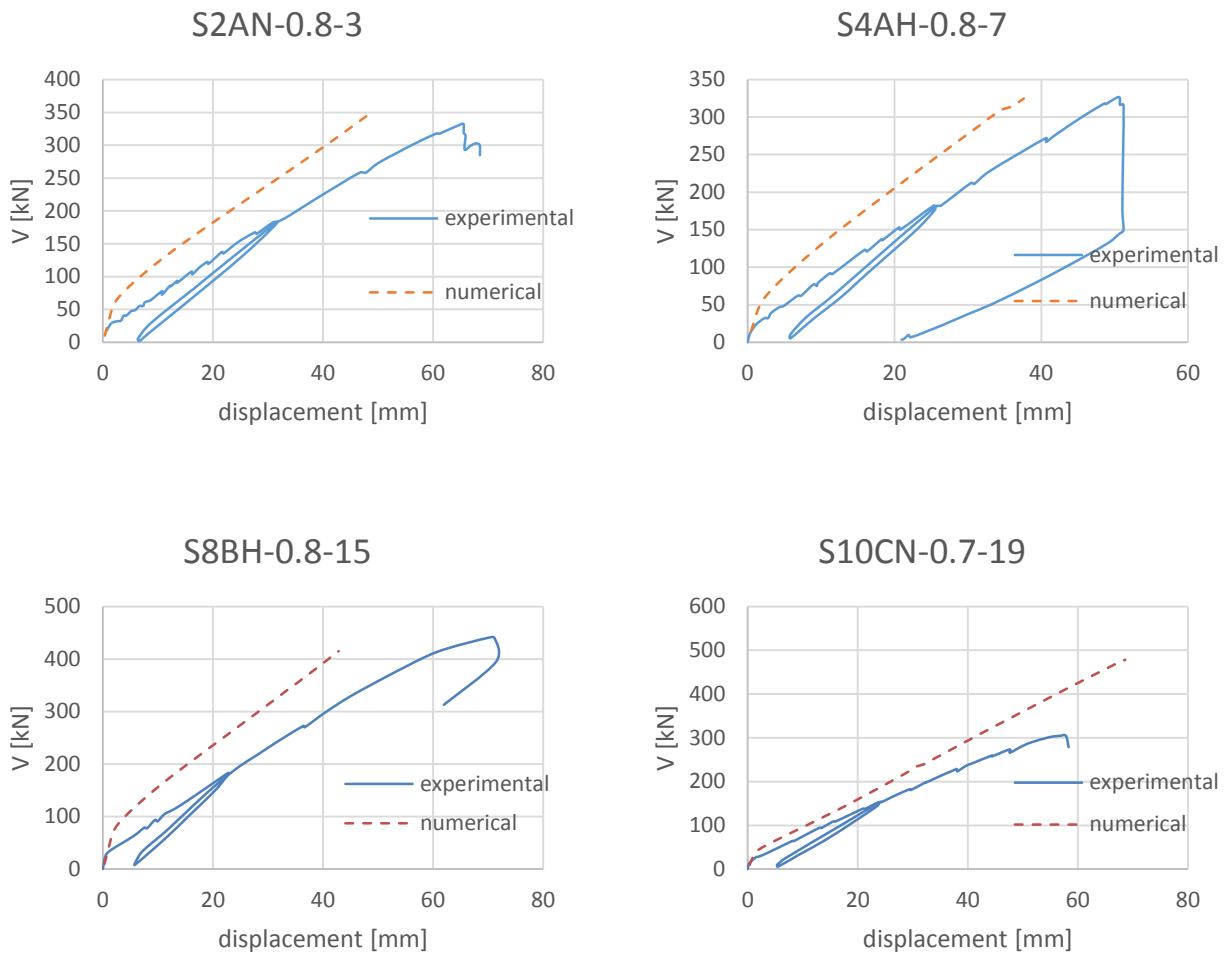 S2AN-0.8-3
400
350
300
250
200
150
100
50
0
V [kN]
experimental
numerical
0 20 40 60 80
displacement [mm]
S4AH-0.8-7
350
300
250
200
150
100
50
0
V [kN]
experimental
numerical
0 20 40 60
displacement [mm]
S8BH-0.8-15
500
400
300
200
100
0
V [kN]
experimental
numerical
0 20 40 60 80
displacement [mm]
S10CN-0.7-19
600
500
400
300
200
100
0
V [kN]
experimental
numerical
0 20 40 60 80
displacement [mm]